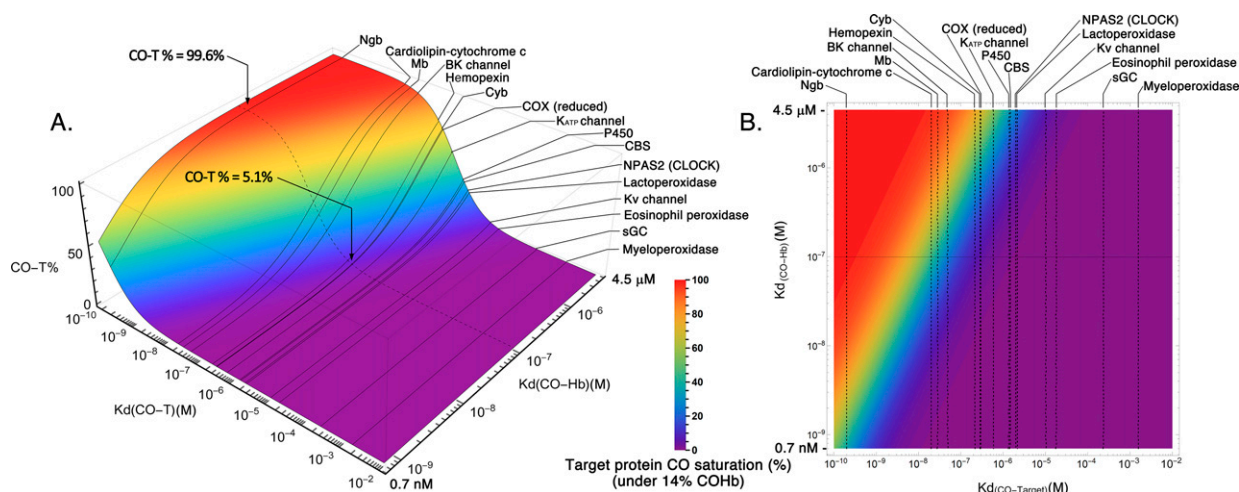 A.
CO-T % = 99.6%
CO-T % = 5.1%
Ngb
Cardiolipin-cytochrome c
Mb
BK channel
Hemopexin
Cyb
COX (reduced)
KATP channel
P450
CBS
NPAS2 (CLOCK)
Lactoperoxidase
Kv channel
Eosinophil peroxidase
sGC
Myeloperoxidase
CO-T%
100
50
0
10⁻¹⁰
10⁻⁹
10⁻⁸
10⁻⁷
10⁻⁶
10⁻⁵
10⁻⁴
10⁻³
10⁻²
Kd(CO-T)(M)
4.5 μM
10⁻⁶
10⁻⁷
10⁻⁸
10⁻⁹
0.7 nM
Kd(CO-Hb)(M)
100
80
60
40
20
0
Target protein CO saturation (%)
(under 14% COHb)
B.
Cyb
Hemopexin
BK channel
Mb
Cardiolipin-cytochrome c
Ngb
COX (reduced)
KATP channel
P450
CBS
NPAS2 (CLOCK)
Lactoperoxidase
Kv channel
Eosinophil peroxidase
sGC
Myeloperoxidase
4.5 μM
10⁻⁶
10⁻⁷
10⁻⁸
10⁻⁹
0.7 nM
Kd(CO-Hb)(M)
10⁻¹⁰ 10⁻⁹ 10⁻⁸ 10⁻⁷ 10⁻⁶ 10⁻⁵ 10⁻⁴ 10⁻³ 10⁻²
Kd(CO-Target)(M)